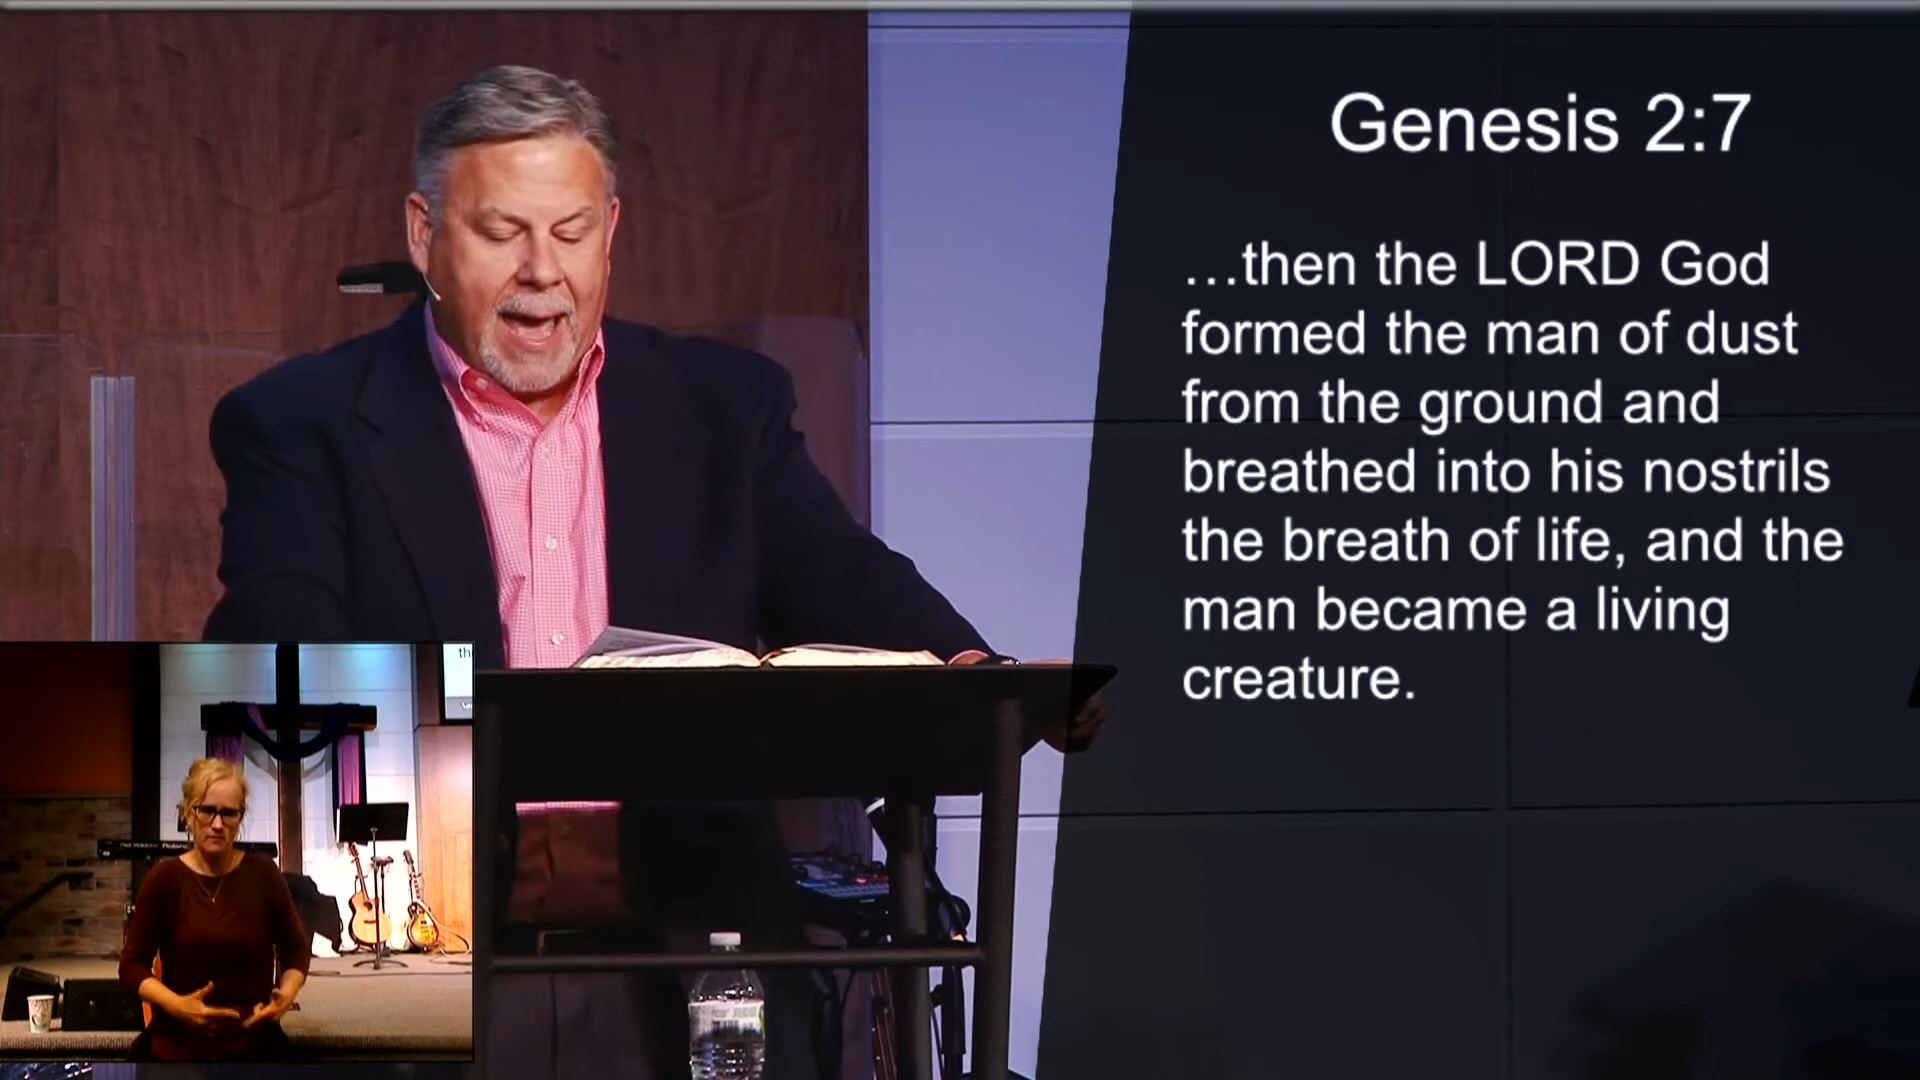 Genesis 2:7
…then the LORD God
formed the man of dust
from the ground and
breathed into his nostrils
the breath of life, and the
man became a living
creature.
Roland